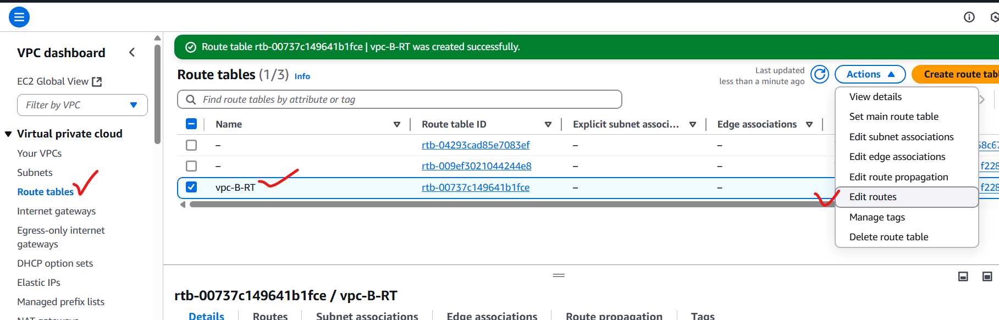 Route table rtb-00737c149641b1fce | vpc-B-RT was created successfully.
VPC dashboard
EC2 Global View
Filter by VPC
Virtual private cloud
Your VPCs
Subnets
Route tables
Internet gateways
Egress-only internet
gateways
DHCP option sets
Elastic IPs
Managed prefix lists
NAT gateways
Route tables (1/3) Info
Last updated
less than a minute ago
Actions
Create route tabl
Find route tables by attribute or tag
Name Route table ID Explicit subnet associ... Edge associations
– rtb-04293cad85e7083ef – –
– rtb-009ef3021044244e8 – – f228
vpc-B-RT rtb-00737c149641b1fce – – f228
View details
Set main route table
Edit subnet associations
Edit edge associations
Edit route propagation
Edit routes
Manage tags
Delete route table
rtb-00737c149641b1fce / vpc-B-RT
Details Routes Subnet associations Edge associations Route propagation Tags